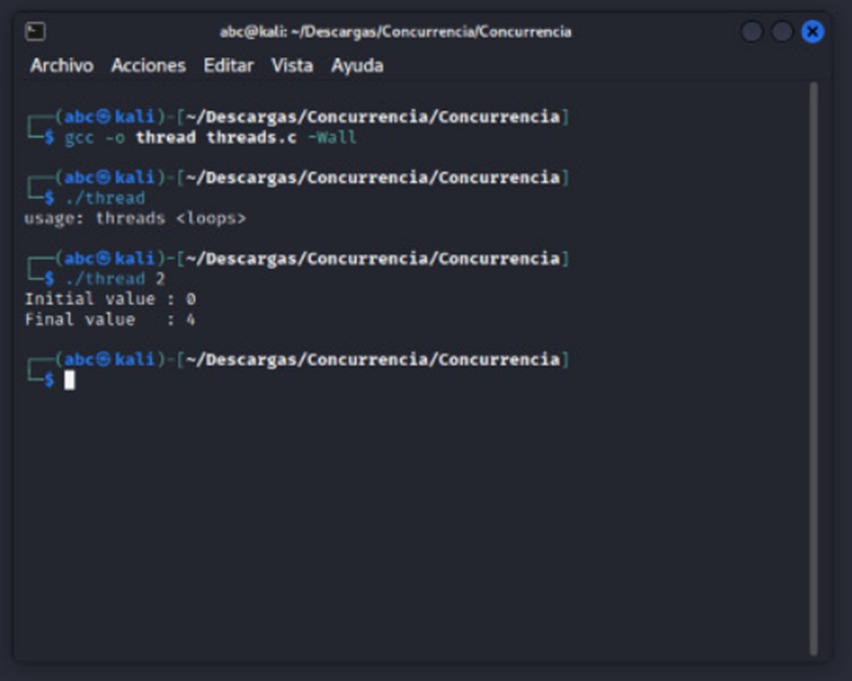 abc@kali: ~/Descargas/Concurrencia/Concurrencia
Archivo Acciones Editar Vista Ayuda
┌──(abc㉿kali)-[~/Descargas/Concurrencia/Concurrencia]
└─$ gcc -o thread threads.c -Wall
┌──(abc㉿kali)-[~/Descargas/Concurrencia/Concurrencia]
└─$ ./thread
usage: threads <loops>
┌──(abc㉿kali)-[~/Descargas/Concurrencia/Concurrencia]
└─$ ./thread 2
Initial value : 0
Final value   : 4
┌──(abc㉿kali)-[~/Descargas/Concurrencia/Concurrencia]
└─$